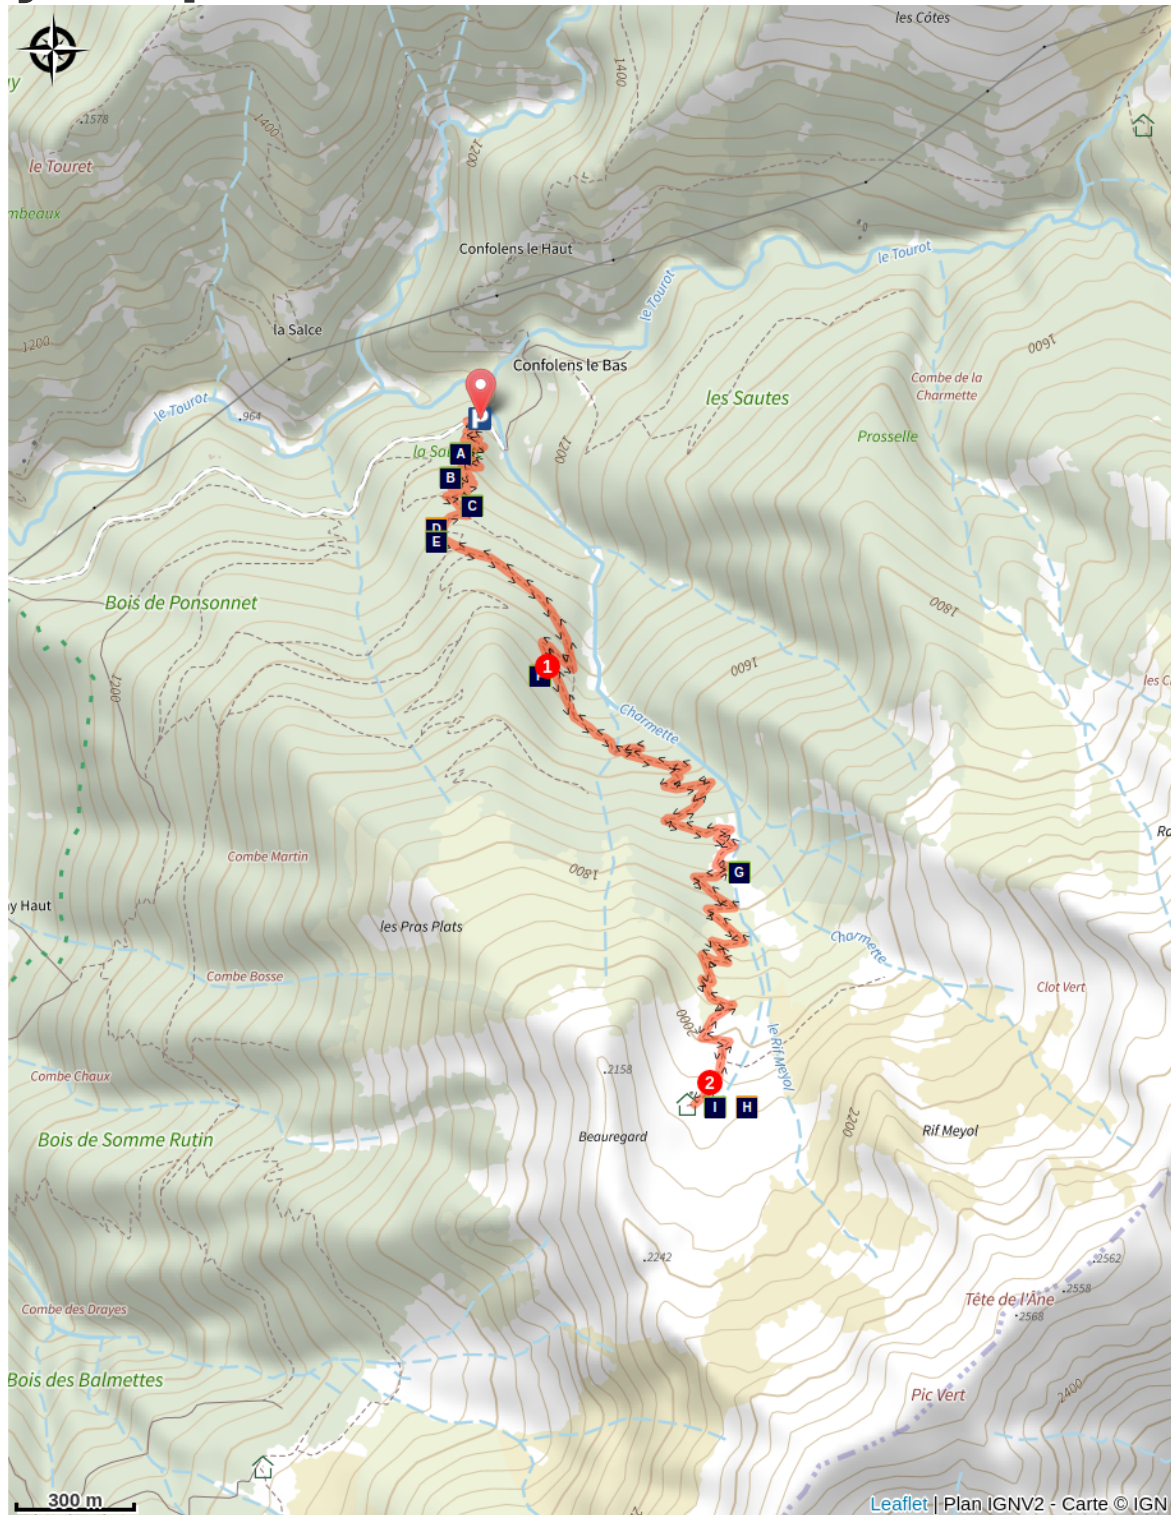 les Côtes
1400
1578
1400
le Touret
1200
mbeaux
Confolens le Haut
le Tourot
le Tourot
la Salce
1200
1600
Confolens le Bas
Combe de la
Charmette
les Sautes
le Tourot
964
P
Prosselle
1200
A
B
C
D
E
Bois de Ponsonnet
1800
1
1600
1200
Charmette
Combe Martin
1800
G
y Haut
les Pras Plats
Charmette
Combe Bosse
Clot Vert
2000
le Rif Meyol
2158
Combe Chaux
2
I
H
2200
Beauregard
Rif Meyol
Bois de Somme Rutin
2242
2562
2558
Tête de l'Âne
2568
Combe des Drayes
Bois des Balmettes
Pic Vert
2400
300 m
Leaflet | Plan IGNV2 - Carte © IGN